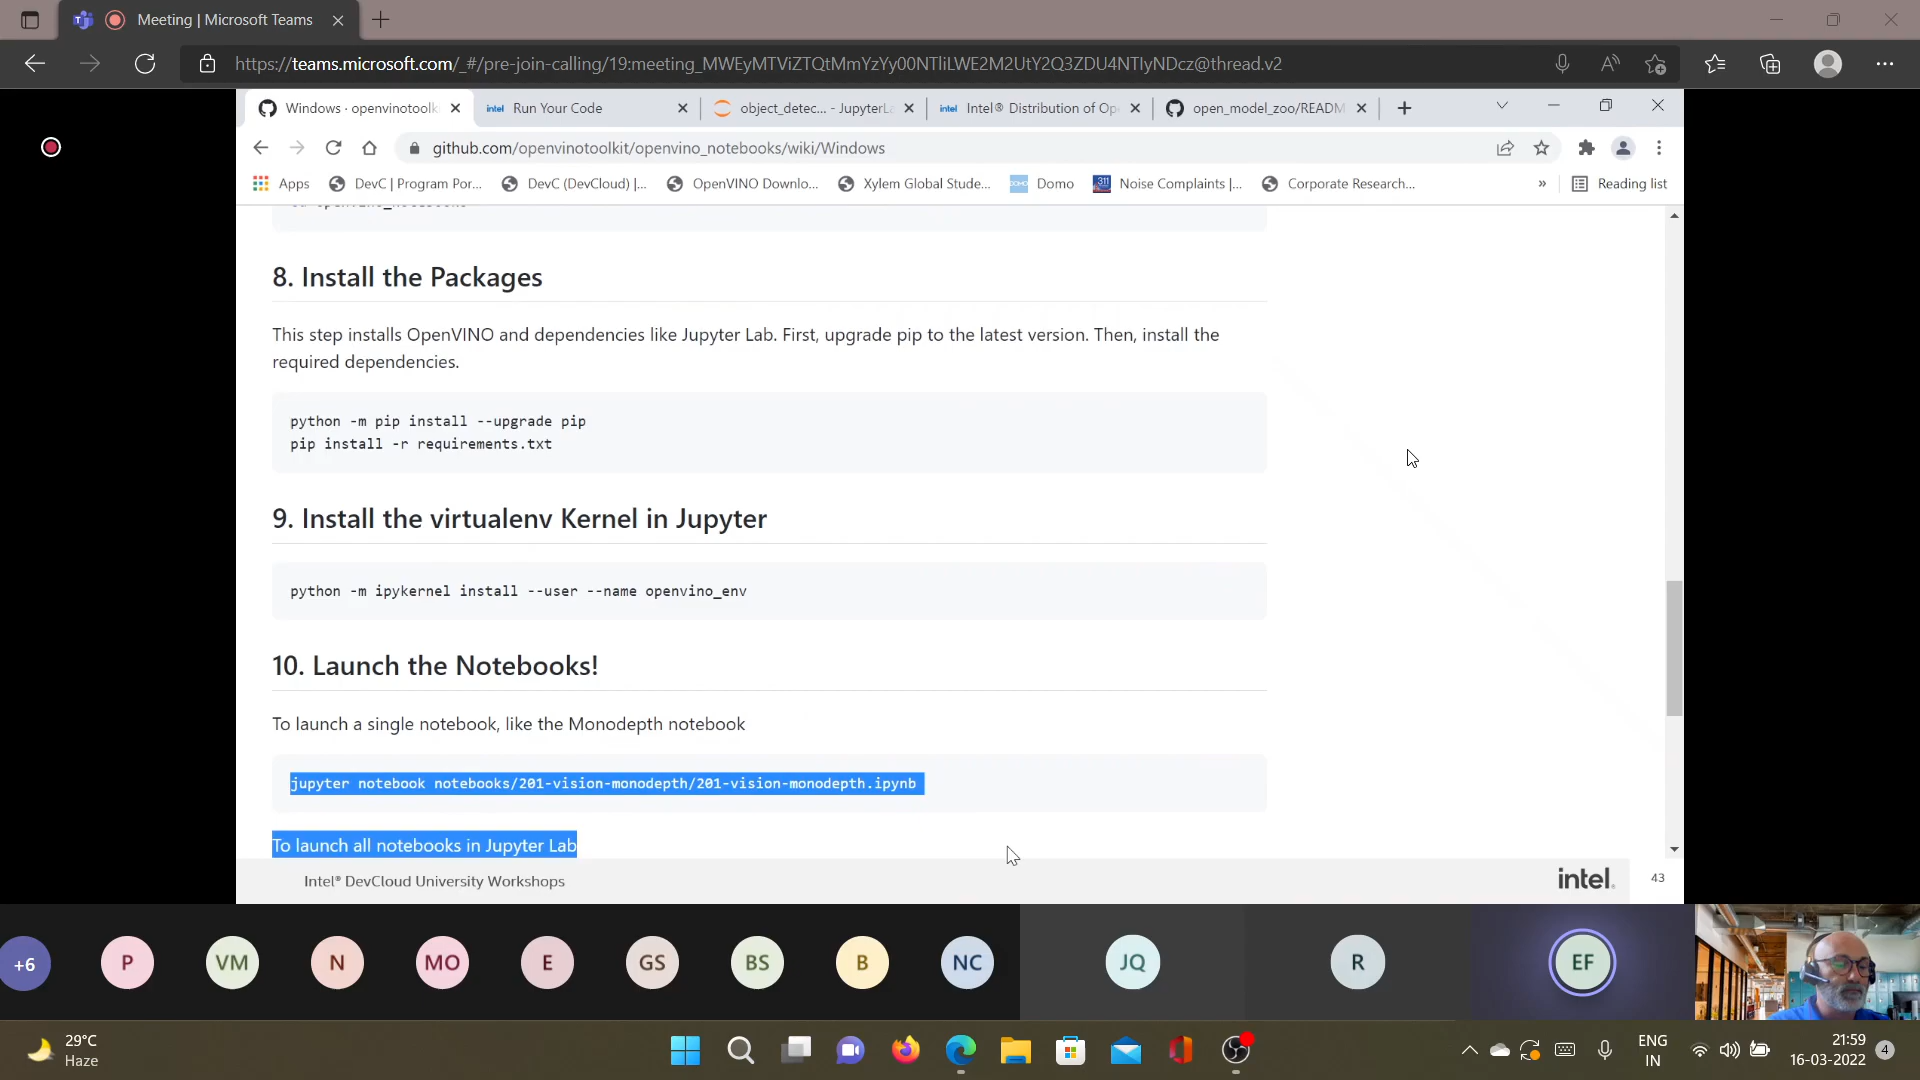 Meeting | Microsoft Teams
https://teams.microsoft.com/_#/pre-join-calling/19:meeting_MWEyMTViZTQtMmYzYy00NTliLWE2M2UtY2Q3ZDU4NTIyNDcz@thread.v2
Windows · openvinotoolk
intel Run Your Code
object_detec... - JupyterLa
intel Intel® Distribution of Op
open_model_zoo/READM
github.com/openvinotoolkit/openvino_notebooks/wiki/Windows
Apps
DevC | Program Por...
DevC (DevCloud) |...
OpenVINO Downlo...
Xylem Global Stude...
DOMO Domo
311 Noise Complaints |...
Corporate Research...
»
Reading list
8. Install the Packages
This step installs OpenVINO and dependencies like Jupyter Lab. First, upgrade pip to the latest version. Then, install the
required dependencies.
python -m pip install --upgrade pip
pip install -r requirements.txt
9. Install the virtualenv Kernel in Jupyter
python -m ipykernel install --user --name openvino_env
10. Launch the Notebooks!
To launch a single notebook, like the Monodepth notebook
jupyter notebook notebooks/201-vision-monodepth/201-vision-monodepth.ipynb
To launch all notebooks in Jupyter Lab
Intel® DevCloud University Workshops
intel.
43
+6
P
VM
N
MO
E
GS
BS
B
NC
JQ
R
EF
29°C
Haze
ENG
IN
21:59
16-03-2022
4